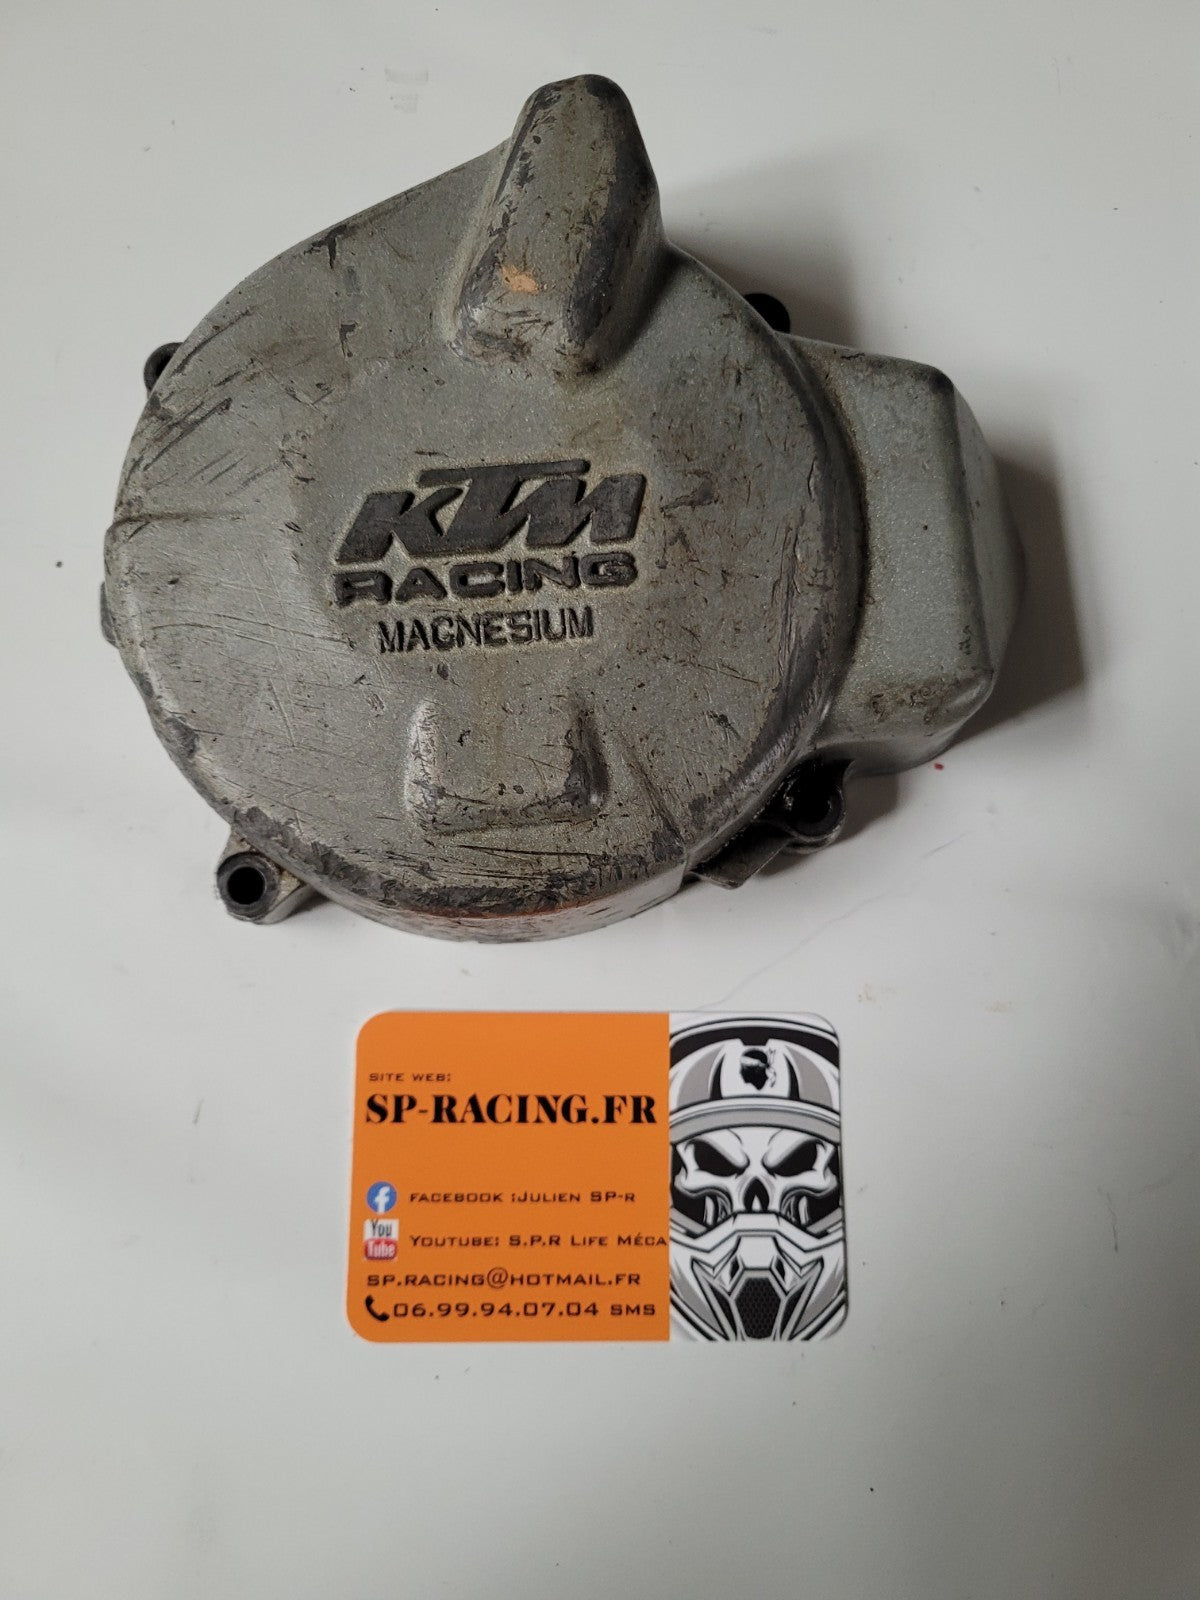 KTM
RACING
MAGNESIUM
SITE WEB:
SP-RACING.FR
FACEBOOK :JULIEN SP-R
You
Tube
YOUTUBE: S.P.R LIFE MÉCA
SP.RACING@HOTMAIL.FR
06.99.94.07.04 SMS